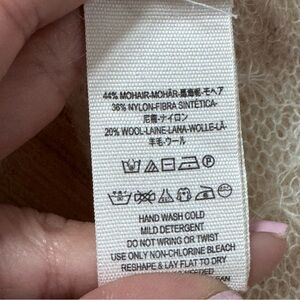 44% MOHAIR-MOHÄR-馬海毛-モヘア
36% NYLON-FIBRA SINTÉTICA-
尼龍-ナイロン
20% WOOL-LAINE-LANA-WOLLE-LÃ-
羊毛-ウール
HAND WASH COLD
MILD DETERGENT
DO NOT WRING OR TWIST
USE ONLY NON-CHLORINE BLEACH
RESHAPE & LAY FLAT TO DRY